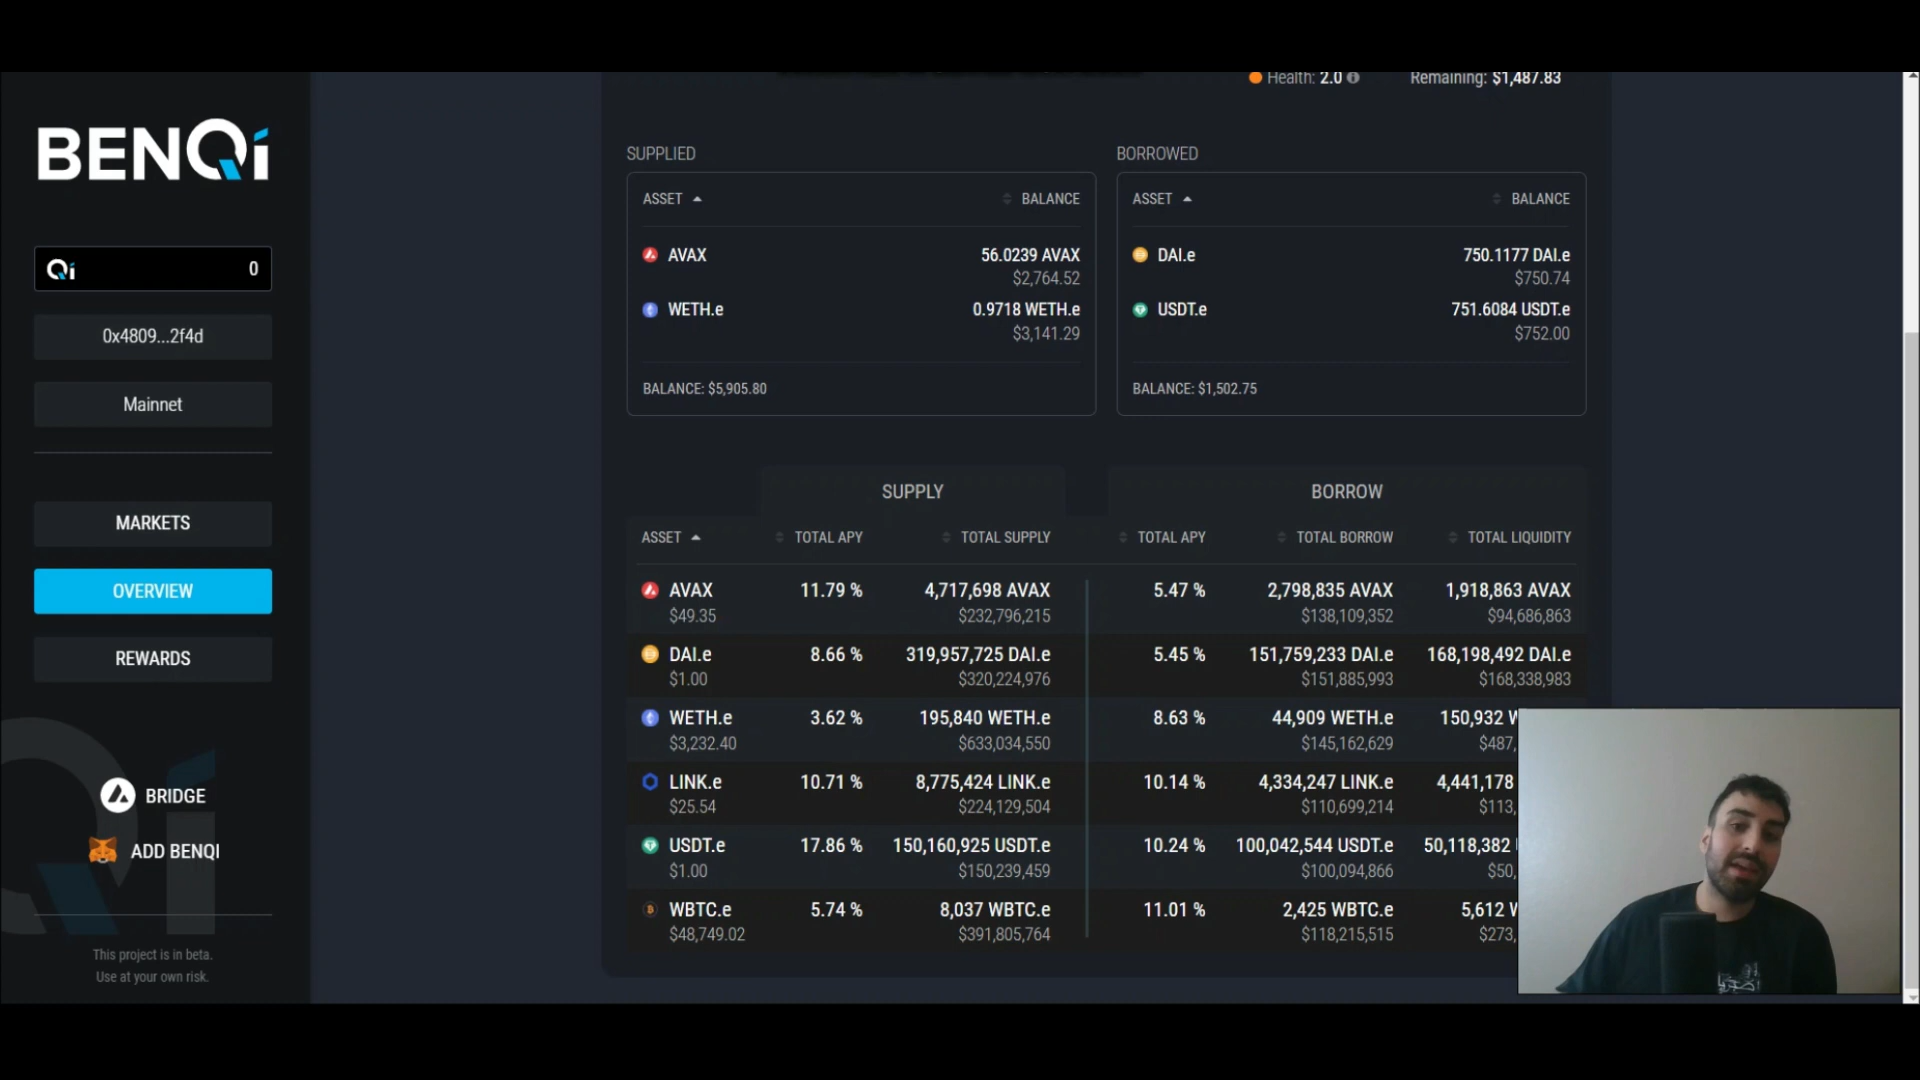 Health: 2.0 Remaining: $1,487.83
BENQi
Qi 0
0x4809...2f4d
Mainnet
MARKETS
OVERVIEW
REWARDS
BRIDGE
ADD BENQI
This project is in beta.
Use at your own risk.
SUPPLIED
ASSET BALANCE
AVAX 56.0239 AVAX
$2,764.52
WETH.e 0.9718 WETH.e
$3,141.29
BALANCE: $5,905.80
BORROWED
ASSET BALANCE
DAI.e 750.1177 DAI.e
$750.74
USDT.e 751.6084 USDT.e
$752.00
BALANCE: $1,502.75
SUPPLY BORROW
ASSET TOTAL APY TOTAL SUPPLY TOTAL APY TOTAL BORROW TOTAL LIQUIDITY
AVAX 11.79 % 4,717,698 AVAX 5.47 % 2,798,835 AVAX 1,918,863 AVAX
$49.35 $232,796,215 $138,109,352 $94,686,863
DAI.e 8.66 % 319,957,725 DAI.e 5.45 % 151,759,233 DAI.e 168,198,492 DAI.e
$1.00 $320,224,976 $151,885,993 $168,338,983
WETH.e 3.62 % 195,840 WETH.e 8.63 % 44,909 WETH.e 150,932 W
$3,232.40 $633,034,550 $145,162,629 $487,
LINK.e 10.71 % 8,775,424 LINK.e 10.14 % 4,334,247 LINK.e 4,441,178
$25.54 $224,129,504 $110,699,214 $113,
USDT.e 17.86 % 150,160,925 USDT.e 10.24 % 100,042,544 USDT.e 50,118,382
$1.00 $150,239,459 $100,094,866 $50,
WBTC.e 5.74 % 8,037 WBTC.e 11.01 % 2,425 WBTC.e 5,612 W
$48,749.02 $391,805,764 $118,215,515 $273,